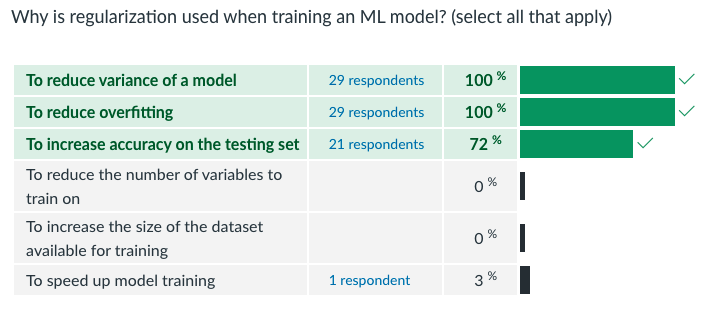 Why is regularization used when training an ML model? (select all that apply)
To reduce variance of a model 29 respondents 100 %
To reduce overfitting 29 respondents 100 %
To increase accuracy on the testing set 21 respondents 72 %
To reduce the number of variables to
train on 0 %
To increase the size of the dataset
available for training 0 %
To speed up model training 1 respondent 3 %